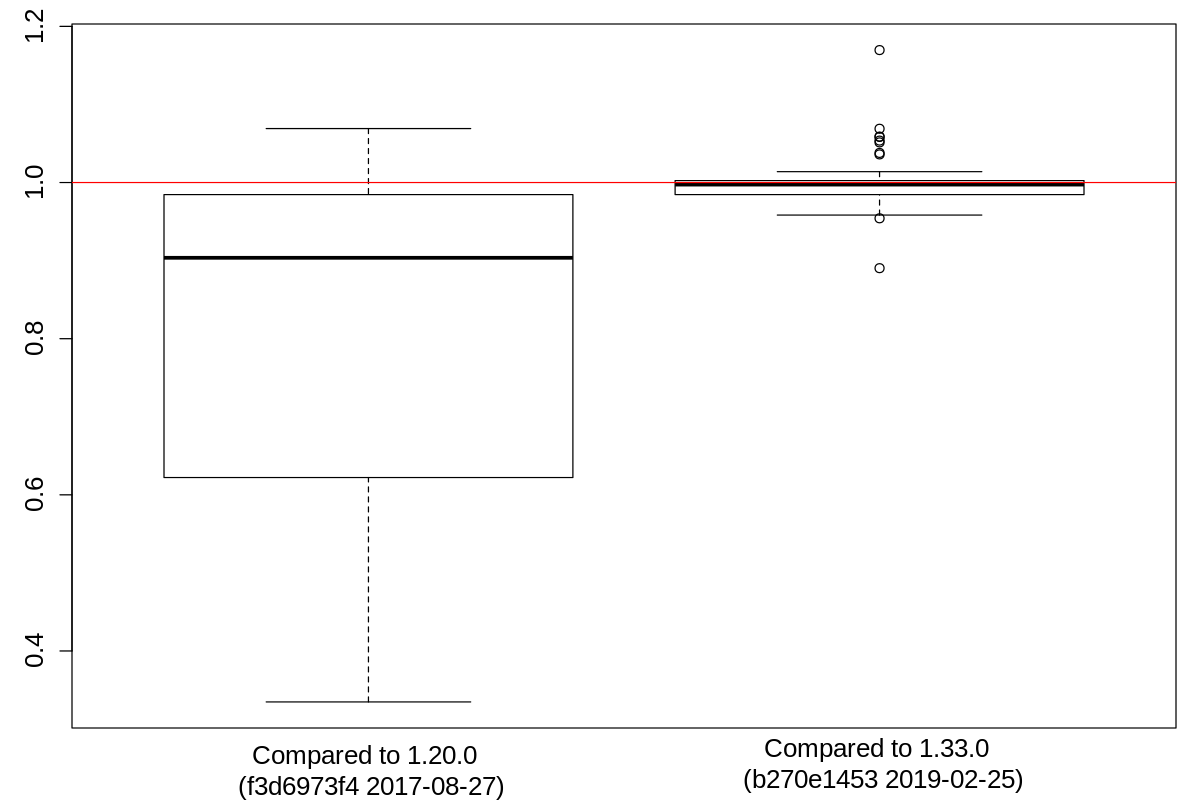 1.2
1.0
0.8
0.6
0.4
Compared to 1.20.0
(f3d6973f4 2017-08-27)
Compared to 1.33.0
(b270e1453 2019-02-25)